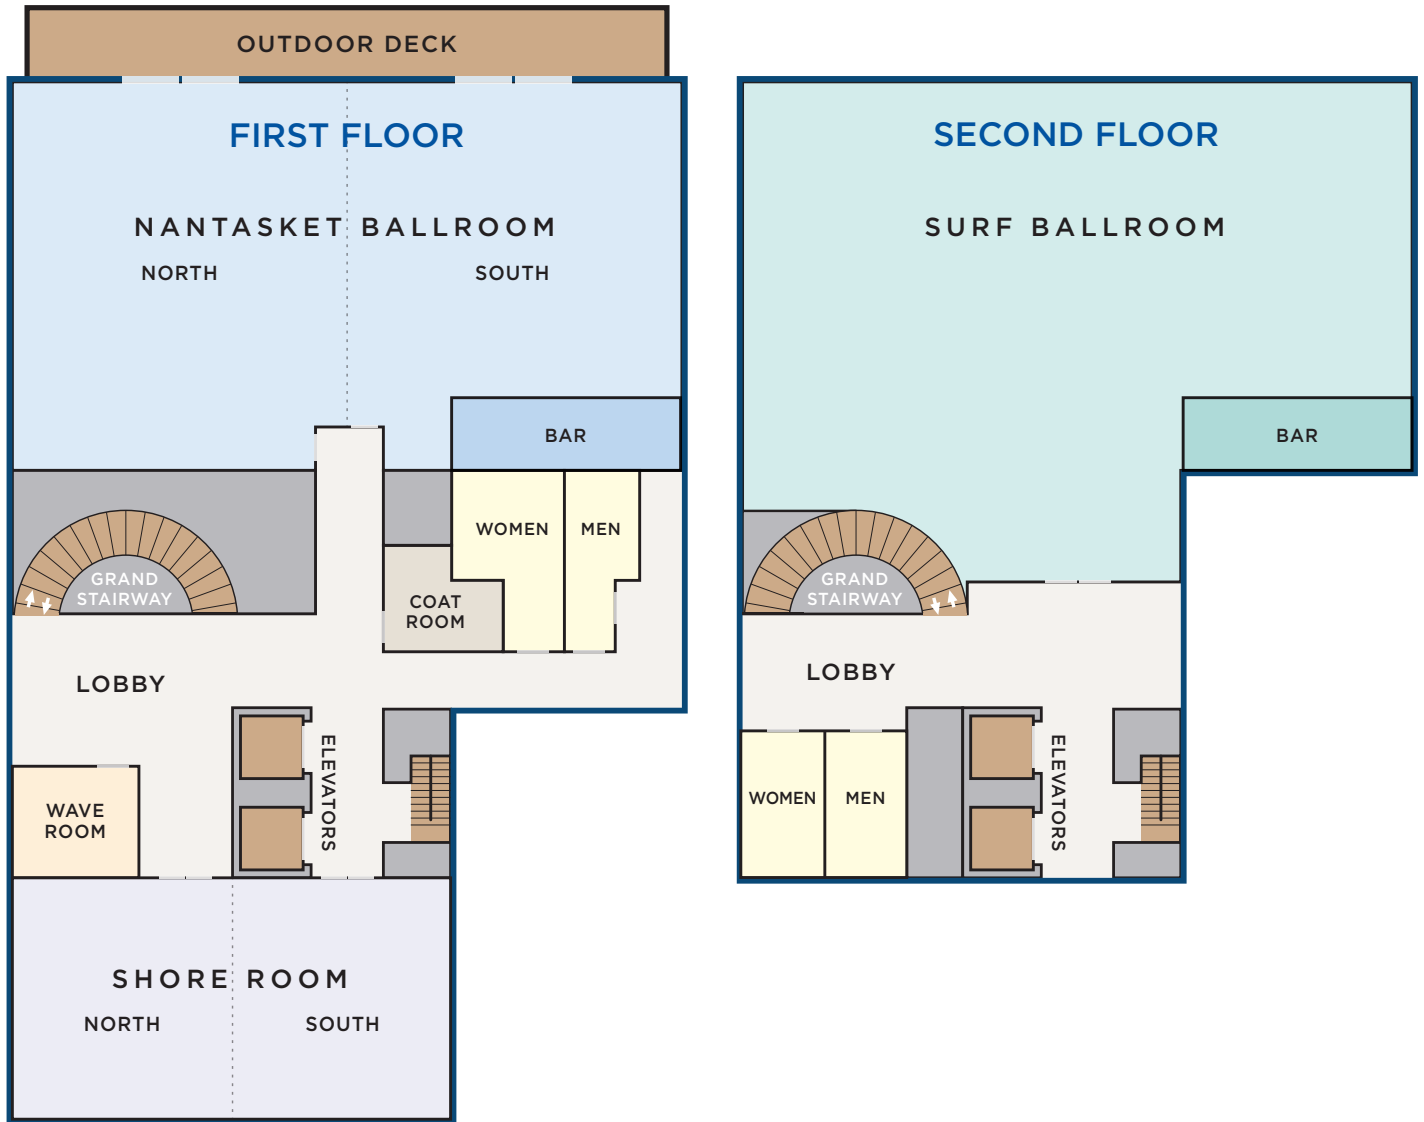 OUTDOOR DECK
FIRST FLOOR
NANTASKET BALLROOM
NORTH
SOUTH
BAR
WOMEN
MEN
GRAND
STAIRWAY
COAT
ROOM
LOBBY
ELEVATORS
WAVE
ROOM
SHORE ROOM
NORTH
SOUTH
SECOND FLOOR
SURF BALLROOM
BAR
GRAND
STAIRWAY
LOBBY
ELEVATORS
WOMEN
MEN